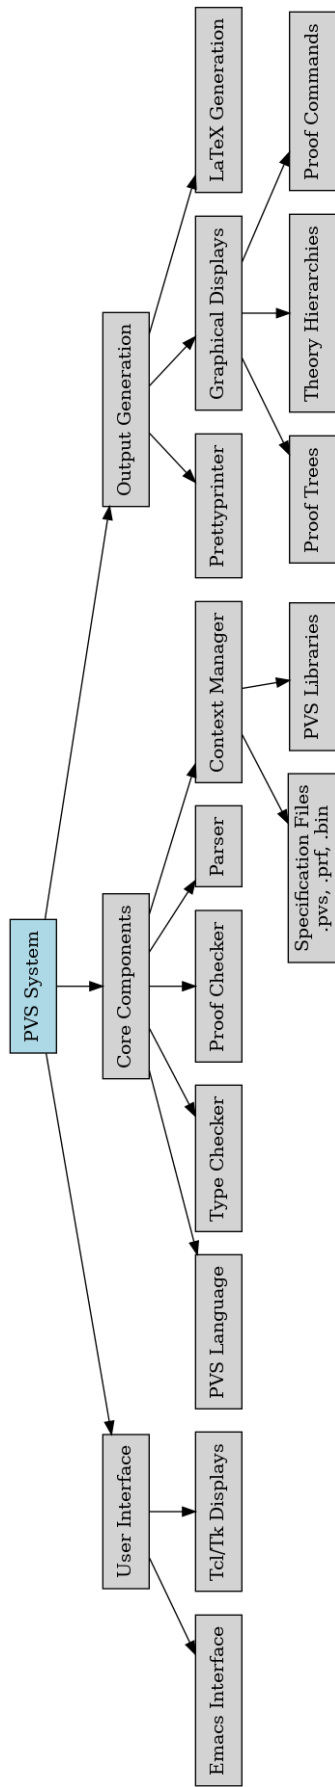 PVS System
User Interface
Core Components
Output Generation
Emacs Interface
Tcl/Tk Displays
PVS Language
Type Checker
Proof Checker
Parser
Context Manager
Prettyprinter
Graphical Displays
LaTeX Generation
Specification Files
.pvs, .prf, .bin
PVS Libraries
Proof Trees
Theory Hierarchies
Proof Commands